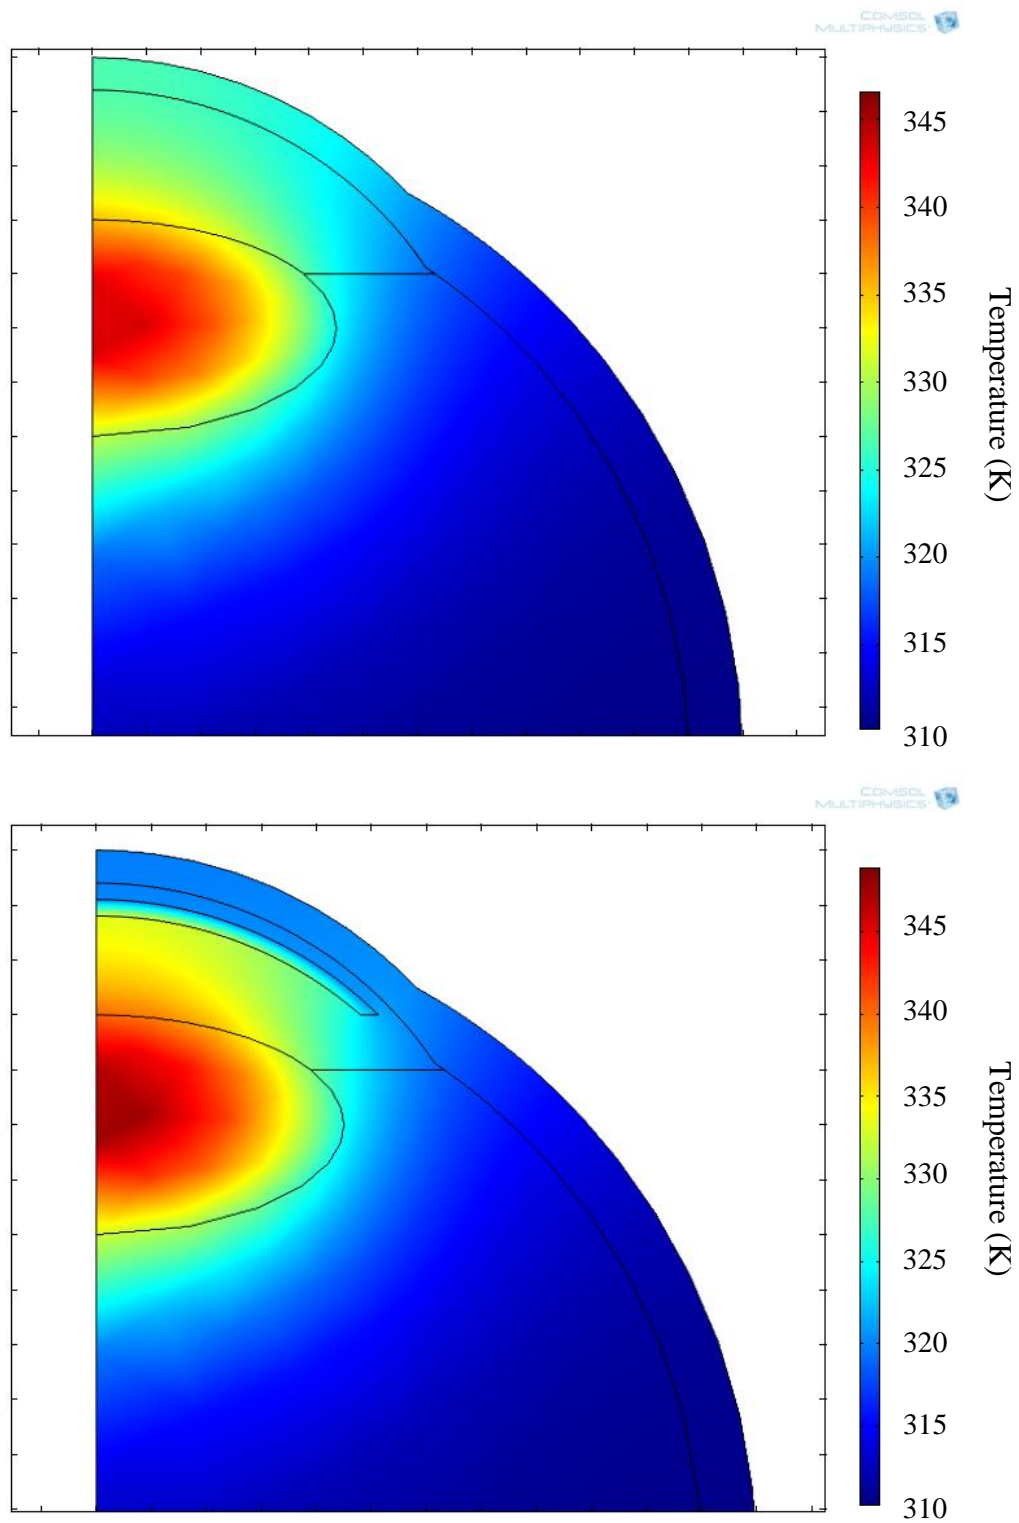 COMSOL
MULTIPHYSICS
345
340
335
330
325
320
315
310
Temperature (K)
COMSOL
MULTIPHYSICS
345
340
335
330
325
320
315
310
Temperature (K)